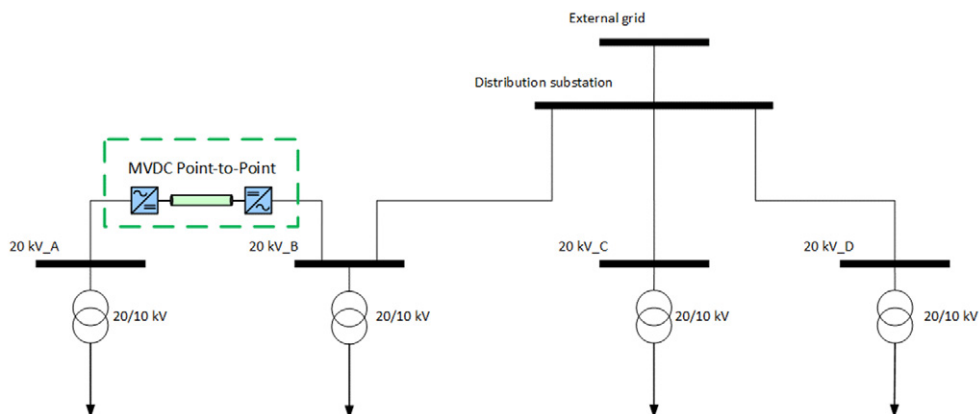 External grid
Distribution substation
MVDC Point-to-Point
20 kV_A
20 kV_B
20 kV_C
20 kV_D
20/10 kV
20/10 kV
20/10 kV
20/10 kV